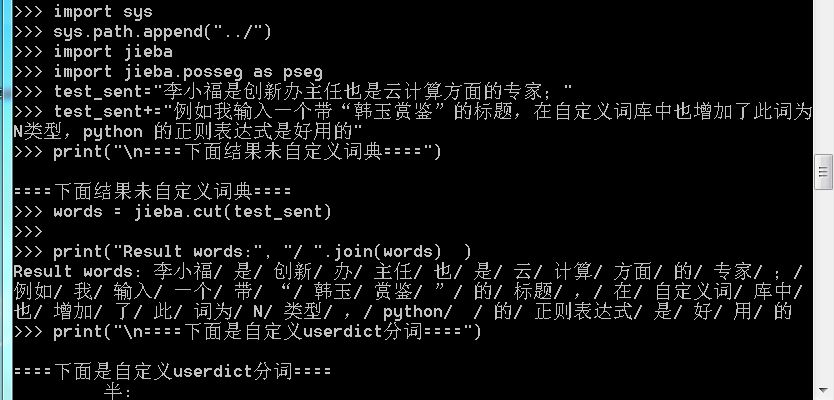 >>> import sys
>>> sys.path.append("../")
>>> import jieba
>>> import jieba.posseg as pseg
>>> test_sent="李小福是创新办主任也是云计算方面的专家；"
>>> test_sent+="例如我输入一个带“韩玉赏鉴”的标题，在自定义词库中也增加了此词为
N类型，python 的正则表达式是好用的"
>>> print("\n====下面结果未自定义词典====")
====下面结果未自定义词典====
>>> words = jieba.cut(test_sent)
>>>
>>> print("Result words:", "/ ".join(words)  )
Result words: 李小福/ 是/ 创新/ 办/ 主任/ 也/ 是/ 云/ 计算/ 方面/ 的/ 专家/ ；/
例如/ 我/ 输入/ 一个/ 带/ “/ 韩玉/ 赏鉴/ ”/ 的/ 标题/ ，/ 在/ 自定义词/ 库中/
也/ 增加/ 了/ 此/ 词为/ N/ 类型/ ，/ python/  / 的/ 正则表达式/ 是/ 好/ 用/ 的
>>> print("\n====下面是自定义userdict分词====")
====下面是自定义userdict分词====
半: